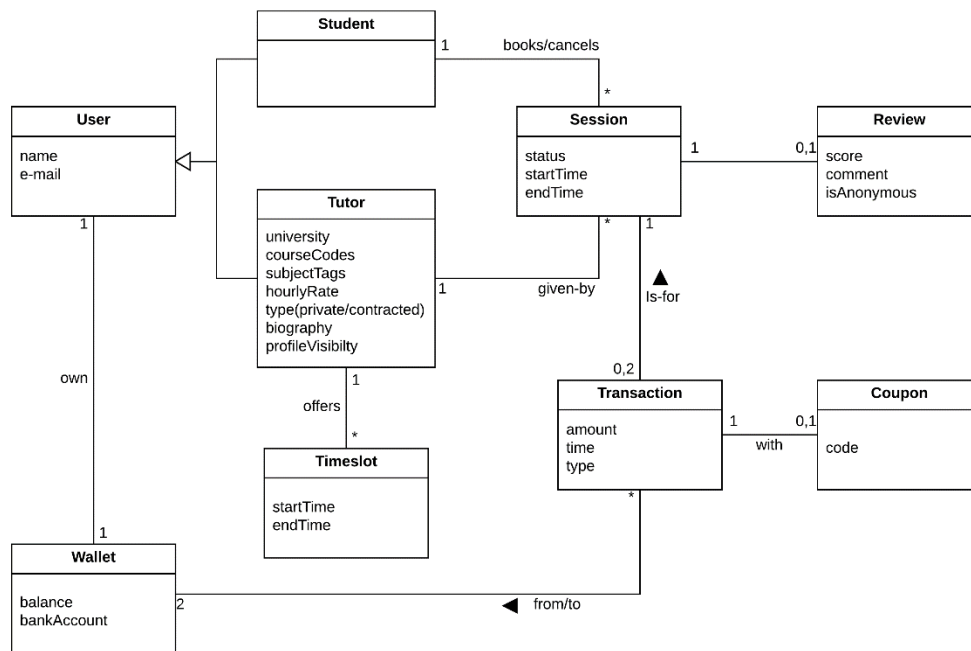 Student
1
books/cancels
*
User
name
e-mail
1
Session
status
startTime
endTime
*
1
1
0,1
Review
score
comment
isAnonymous
Tutor
university
courseCodes
subjectTags
hourlyRate
type(private/contracted)
biography
profileVisibilty
1
given-by
Is-for
own
1
offers
*
0,2
Transaction
amount
time
type
*
1
with
0,1
Coupon
code
Timeslot
startTime
endTime
1
Wallet
balance
bankAccount
2
from/to